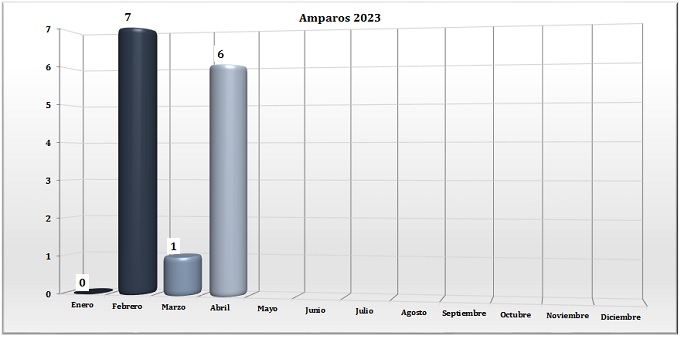 Amparos 2023
7
6
5
4
3
2
1
0
0
7
1
6
Enero
Febrero
Marzo
Abril
Mayo
Junio
Julio
Agosto
Septiembre
Octubre
Noviembre
Diciembre